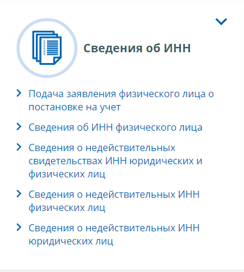 Сведения об ИНН
Подача заявления физического лица о
постановке на учет
Сведения об ИНН физического лица
Сведения о недействительных
свидетельствах ИНН юридических и
физических лиц
Сведения о недействительных ИНН
физических лиц
Сведения о недействительных ИНН
юридических лиц